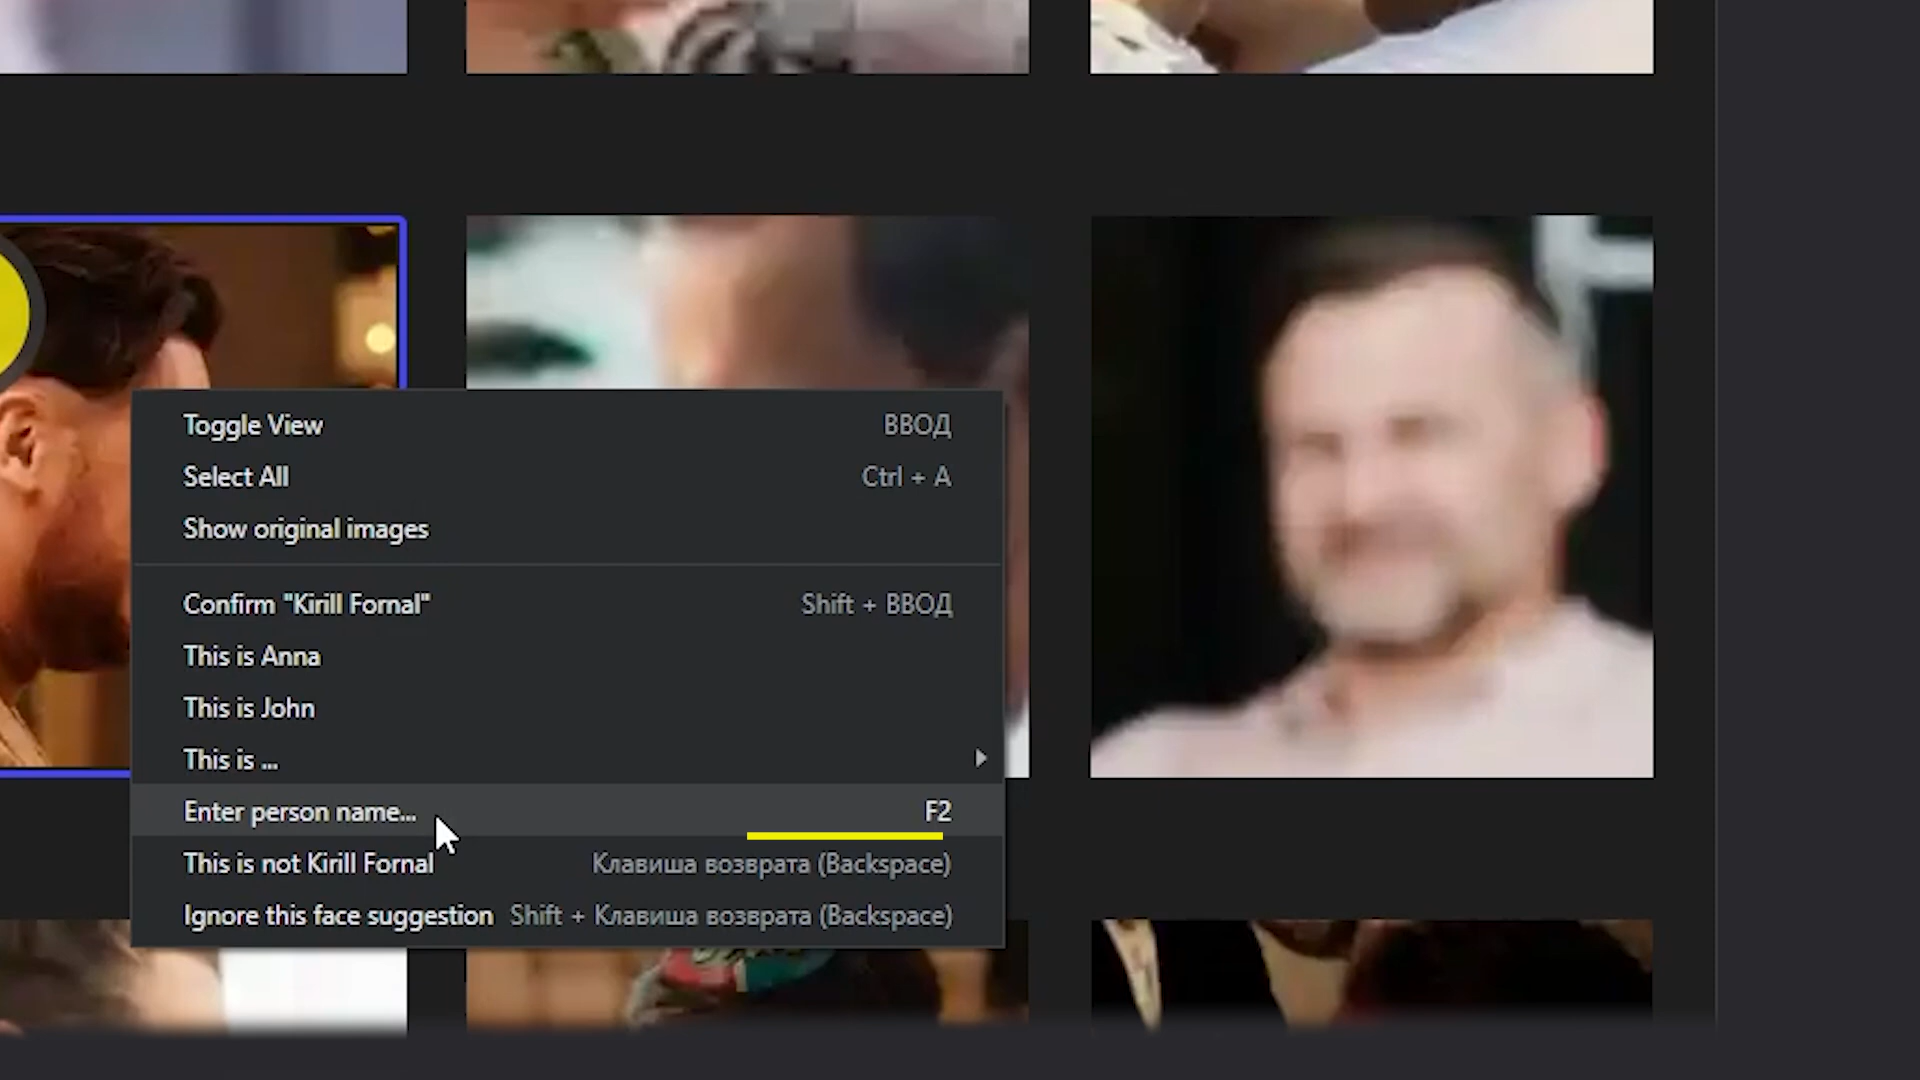 Toggle View ВВОД
Select All Ctrl + A
Show original images
Confirm "Kirill Fornal" Shift + ВВОД
This is Anna
This is John
This is ...
Enter person name... F2
This is not Kirill Fornal Клавиша возврата (Backspace)
Ignore this face suggestion Shift + Клавиша возврата (Backspace)